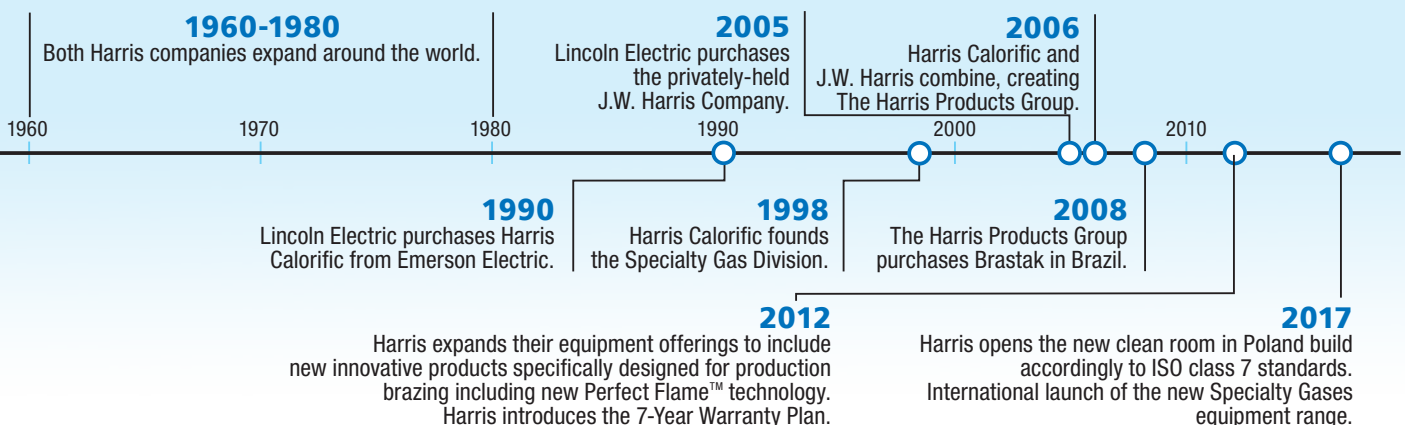 1960-1980
Both Harris companies expand around the world.
2005
Lincoln Electric purchases
the privately-held
J.W. Harris Company.
2006
Harris Calorific and
J.W. Harris combine, creating
The Harris Products Group.
1960
1970
1980
1990
2000
2010
1990
Lincoln Electric purchases Harris
Calorific from Emerson Electric.
1998
Harris Calorific founds
the Specialty Gas Division.
2008
The Harris Products Group
purchases Brastak in Brazil.
2012
Harris expands their equipment offerings to include
new innovative products specifically designed for production
brazing including new Perfect Flame™ technology.
Harris introduces the 7-Year Warranty Plan.
2017
Harris opens the new clean room in Poland build
accordingly to ISO class 7 standards.
International launch of the new Specialty Gases
equipment range.